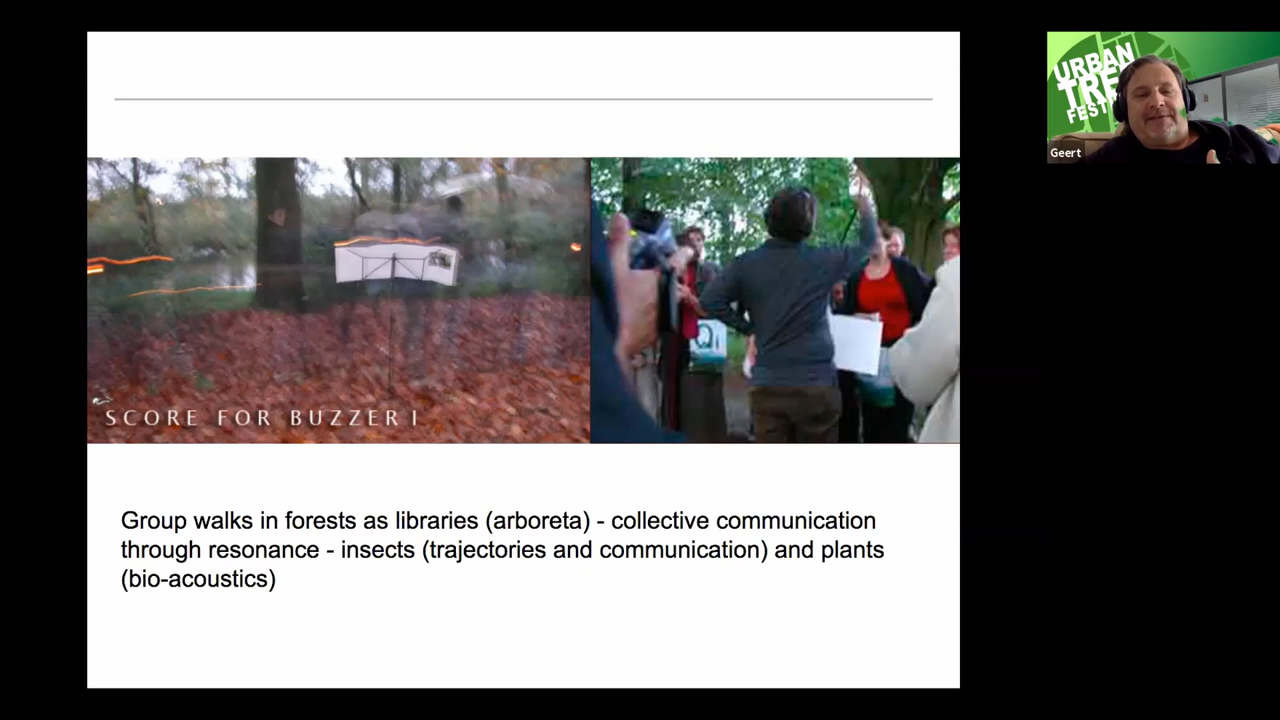 URBAN
TRE
FEST
Geert
SCORE FOR BUZZER I
Group walks in forests as libraries (arboreta) - collective communication
through resonance - insects (trajectories and communication) and plants
(bio-acoustics)